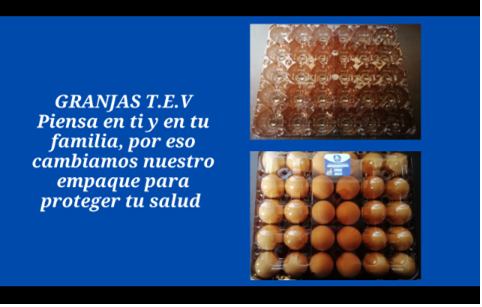 GRANJAS T.E.V
Piensa en ti y en tu
familia, por eso
cambiamos nuestro
empaque para
proteger tu salud